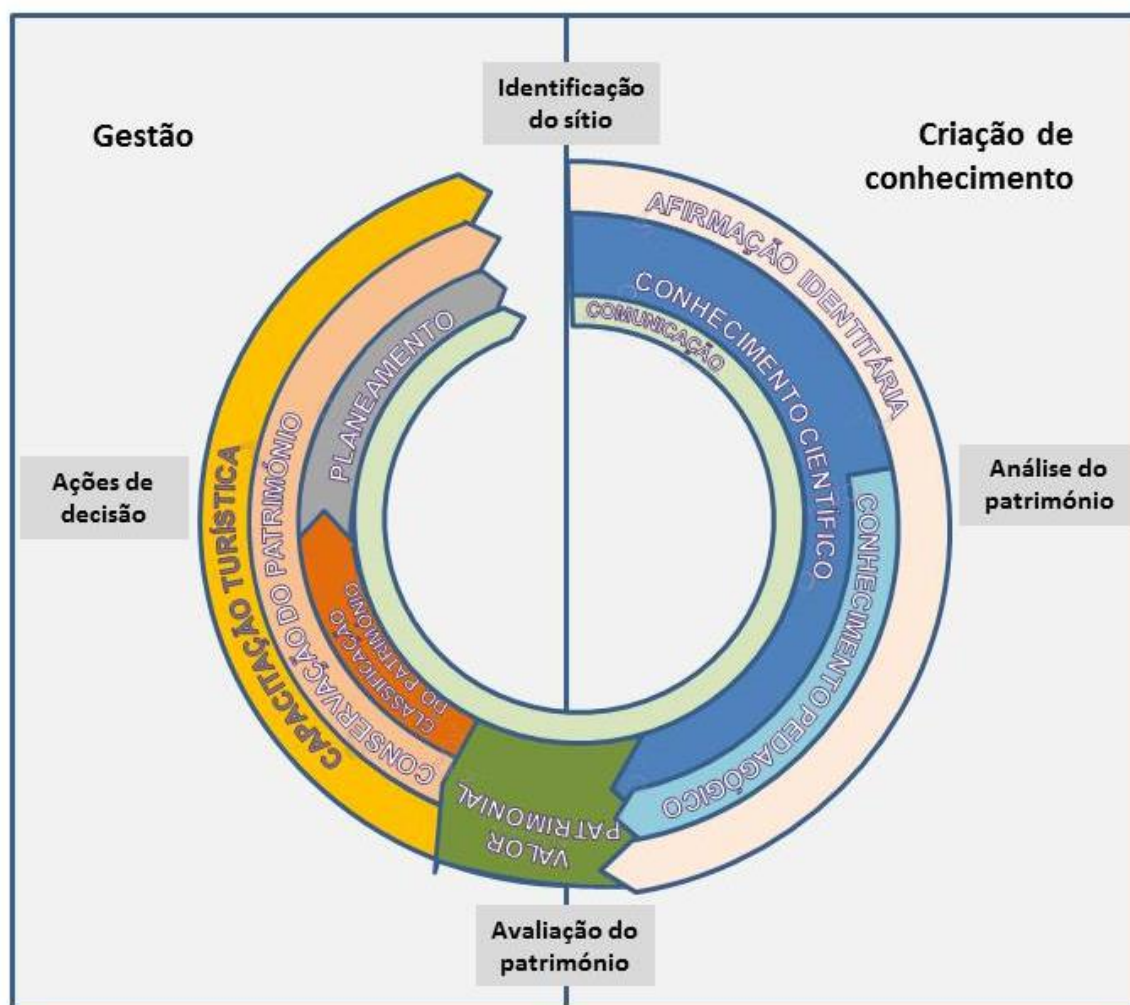 Identificação
do sítio
Gestão
Criação de
conhecimento
AFIRMAÇÃO IDENTITÁRIA
CONHECIMENTO CIENTÍFICO
COMUNICAÇÃO
PLANEAMENTO
Ações de
decisão
Análise do
património
CAPACITAÇÃO TURÍSTICA
CONSERVAÇÃO DO PATRIMÓNIO
CLASSIFICAÇÃO
DO PATRIMÓNIO
CONHECIMENTO PEDAGÓGICO
VALOR
PATRIMONIAL
Avaliação do
património